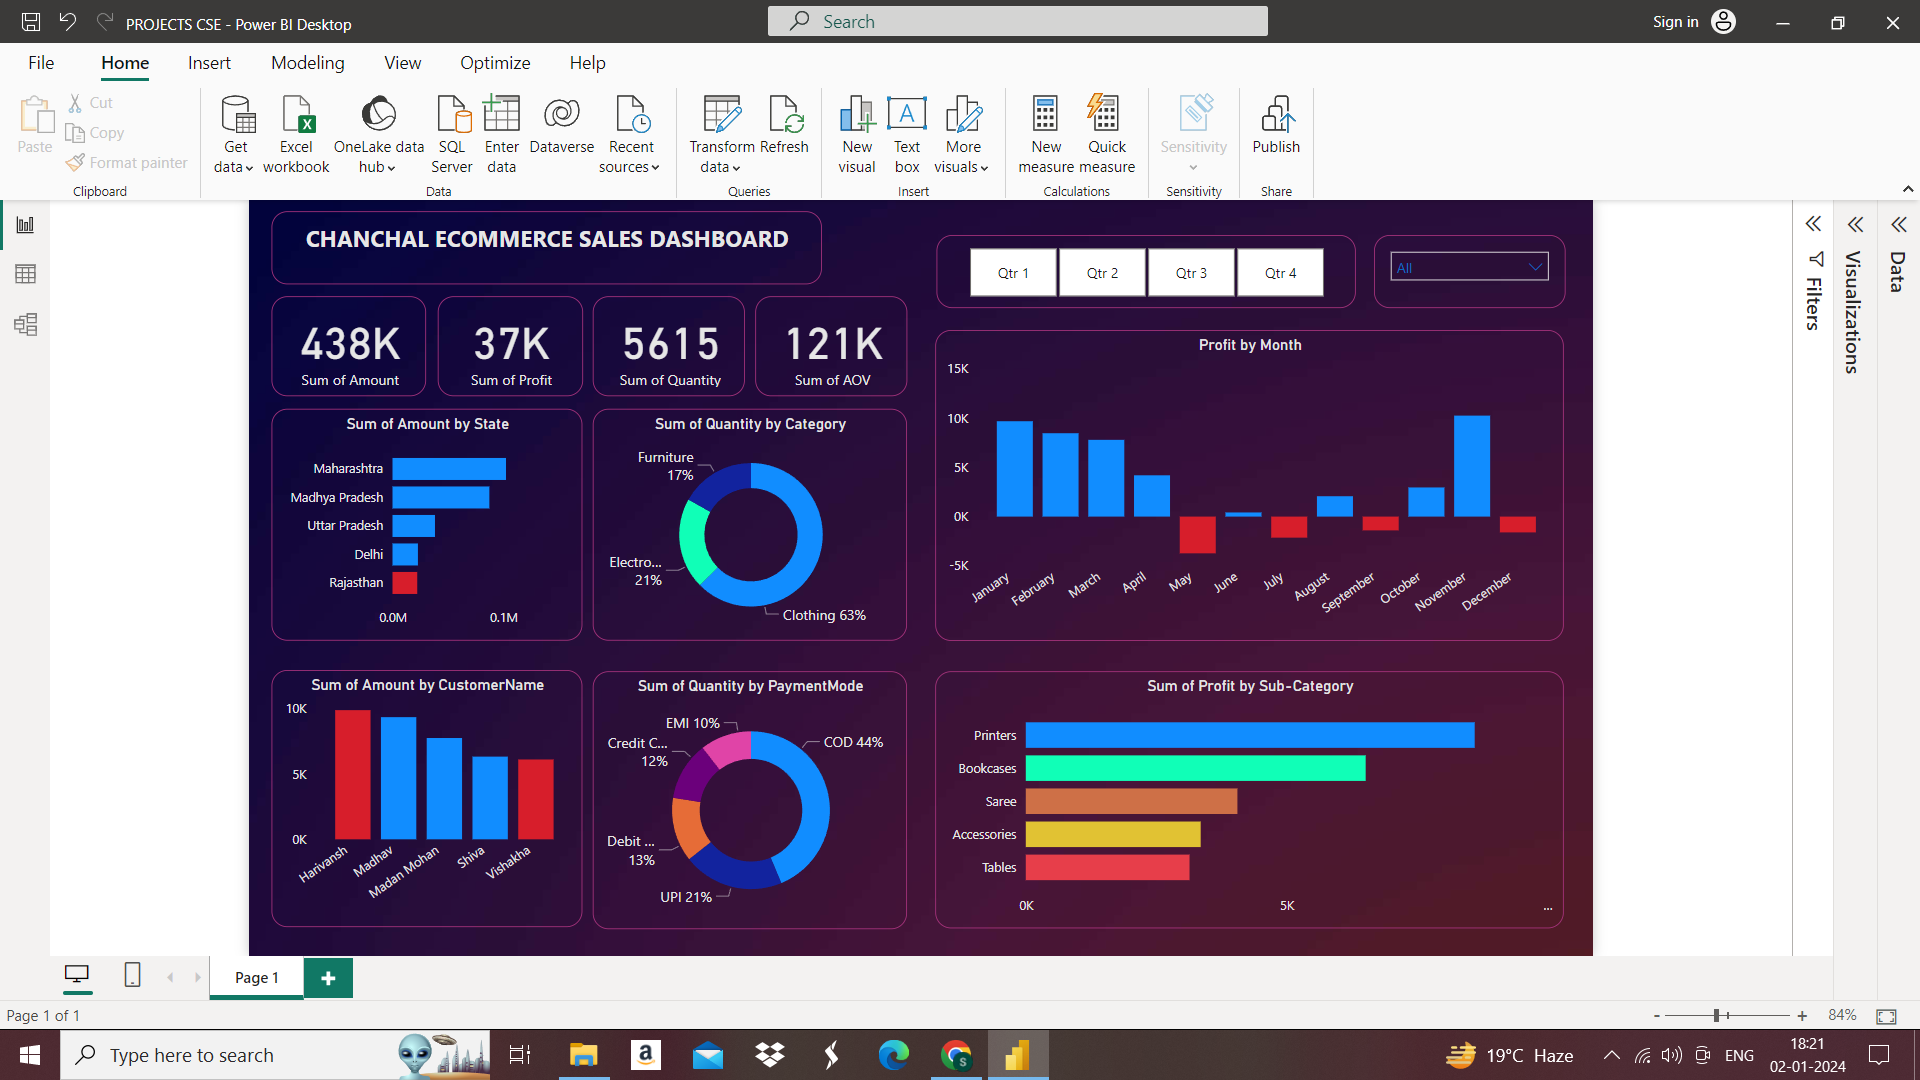 PROJECTS CSE - Power BI Desktop
Search
Sign in
File
Home
Insert
Modeling
View
Optimize
Help
Paste
Cut
Copy
Format painter
Clipboard
Get data
Excel workbook
OneLake data hub
SQL Server
Enter data
Dataverse
Recent sources
Data
Transform data
Refresh
Queries
New visual
Text box
More visuals
Insert
New measure
Quick measure
Calculations
Sensitivity
Sensitivity
Publish
Share
CHANCHAL ECOMMERCE SALES DASHBOARD
Qtr 1
Qtr 2
Qtr 3
Qtr 4
All
438K
Sum of Amount
37K
Sum of Profit
5615
Sum of Quantity
121K
Sum of AOV
Sum of Amount by State
Maharashtra
Madhya Pradesh
Uttar Pradesh
Delhi
Rajasthan
0.0M
0.1M
Sum of Quantity by Category
Furniture
17%
Electro...
21%
Clothing 63%
Profit by Month
15K
10K
5K
0K
-5K
January
February
March
April
May
June
July
August
September
October
November
December
Sum of Amount by CustomerName
10K
5K
0K
Harivansh
Madhav
Madan Mohan
Shiva
Vishakha
Sum of Quantity by PaymentMode
EMI 10%
Credit C...
12%
COD 44%
Debit ...
13%
UPI 21%
Sum of Profit by Sub-Category
Printers
Bookcases
Saree
Accessories
Tables
0K
5K
...
Filters
Visualizations
Data
Page 1
Page 1 of 1
84%
Type here to search
19°C Haze
ENG
18:21
02-01-2024